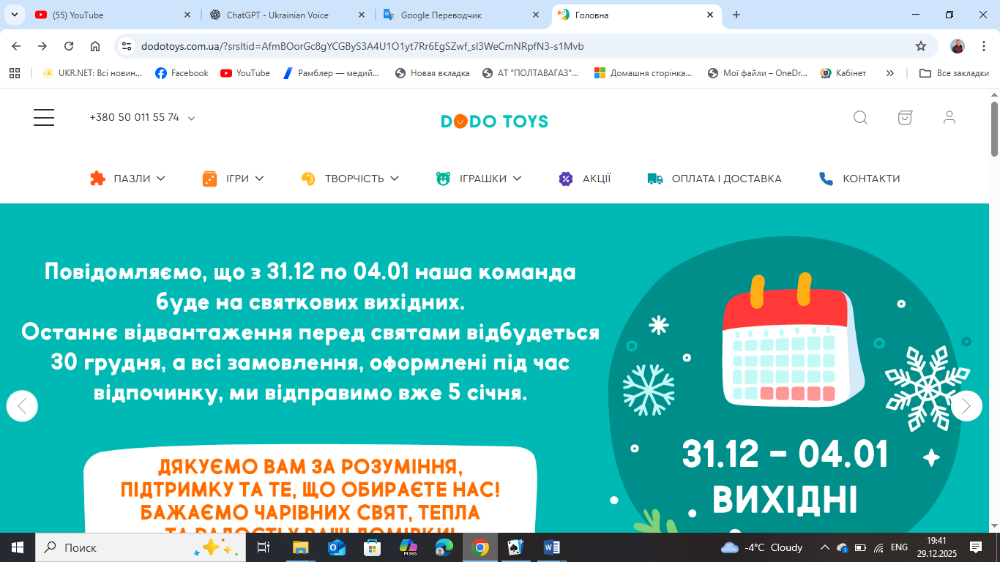 (55) YouTube
ChatGPT - Ukrainian Voice
Google Переводчик
Головна
dodotoys.com.ua/?srsltid=AfmBOorGc8gYCGByS3A4U1O1yt7Rr6EgSZwf_sl3WeCmNRpfN3-s1Mvb
UKR.NET: Всі новин...
Facebook
YouTube
Рамблер — медий...
Новая вкладка
АТ "ПОЛТАВАГАЗ"...
Домашня сторінка...
Мої файли – OneDr...
Кабінет
Все закладки
+380 50 011 55 74
DODO TOYS
ПАЗЛИ
ІГРИ
ТВОРЧІСТЬ
ІГРАШКИ
АКЦІЇ
ОПЛАТА І ДОСТАВКА
КОНТАКТИ
Повідомляємо, що з 31.12 по 04.01 наша команда
буде на святкових вихідних.
Останнє відвантаження перед святами відбудеться
30 грудня, а всі замовлення, оформлені під час
відпочинку, ми відправимо вже 5 січня.
ДЯКУЄМО ВАМ ЗА РОЗУМІННЯ,
ПІДТРИМКУ ТА ТЕ, ЩО ОБИРАЄТЕ НАС!
БАЖАЄМО ЧАРІВНИХ СВЯТ, ТЕПЛА
ТА РАДОСТІ У ВАШІ ДОМІВКИ!
31.12 – 04.01
ВИХІДНІ
Поиск
M365
-4°C Cloudy
ENG
19:41
29.12.2025